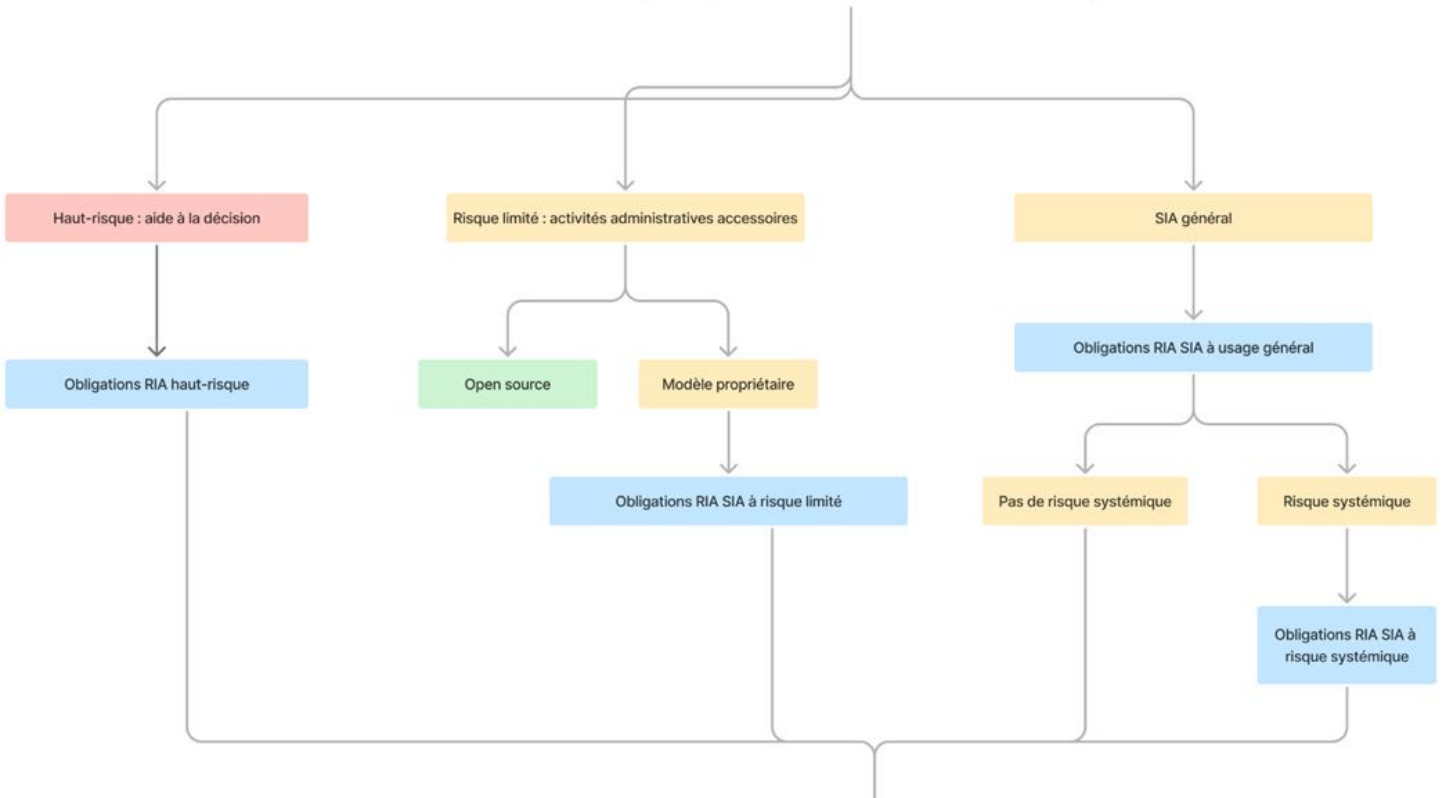 Haut-risque : aide à la décision
Risque limité : activités administratives accessoires
SIA général
Obligations RIA SIA à usage général
Obligations RIA haut-risque
Open source
Modèle propriétaire
Obligations RIA SIA à risque limité
Pas de risque systémique
Risque systémique
Obligations RIA SIA à
risque systémique